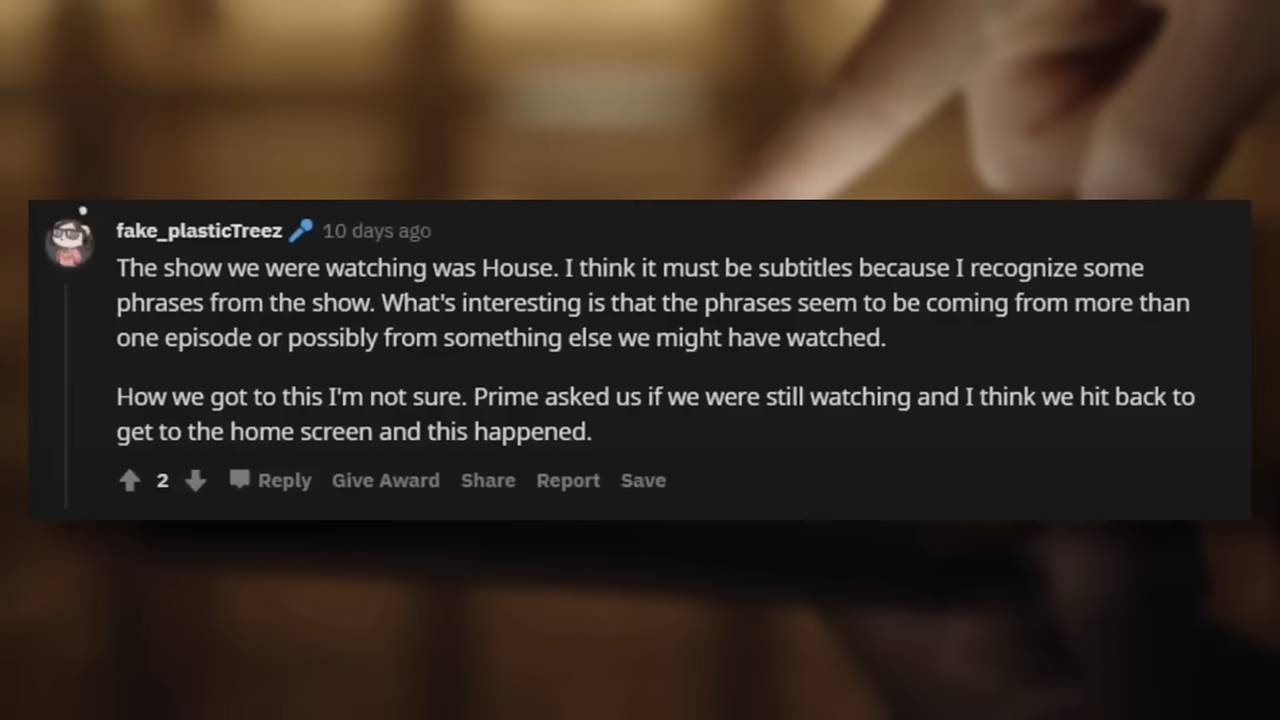 fake_plasticTreez 10 days ago
The show we were watching was House. I think it must be subtitles because I recognize some
phrases from the show. What's interesting is that the phrases seem to be coming from more than
one episode or possibly from something else we might have watched.
How we got to this I'm not sure. Prime asked us if we were still watching and I think we hit back to
get to the home screen and this happened.
2 Reply Give Award Share Report Save